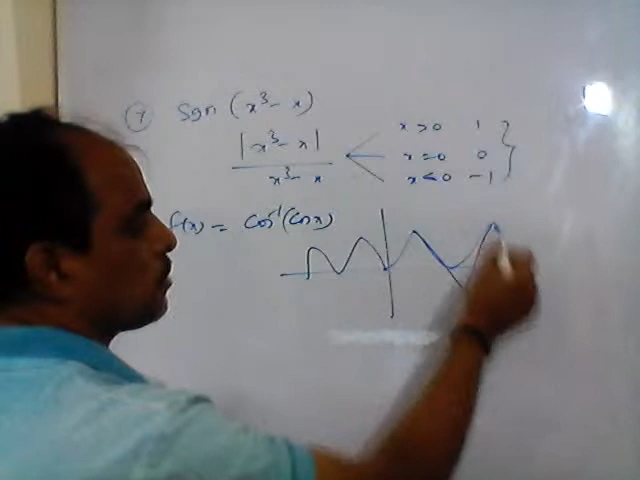 7 Sgn (x³- x)
|x³- x| / x³- x
x > 0 1
x = 0 0
x < 0 -1
f(x) = Cos⁻¹(Cos x)